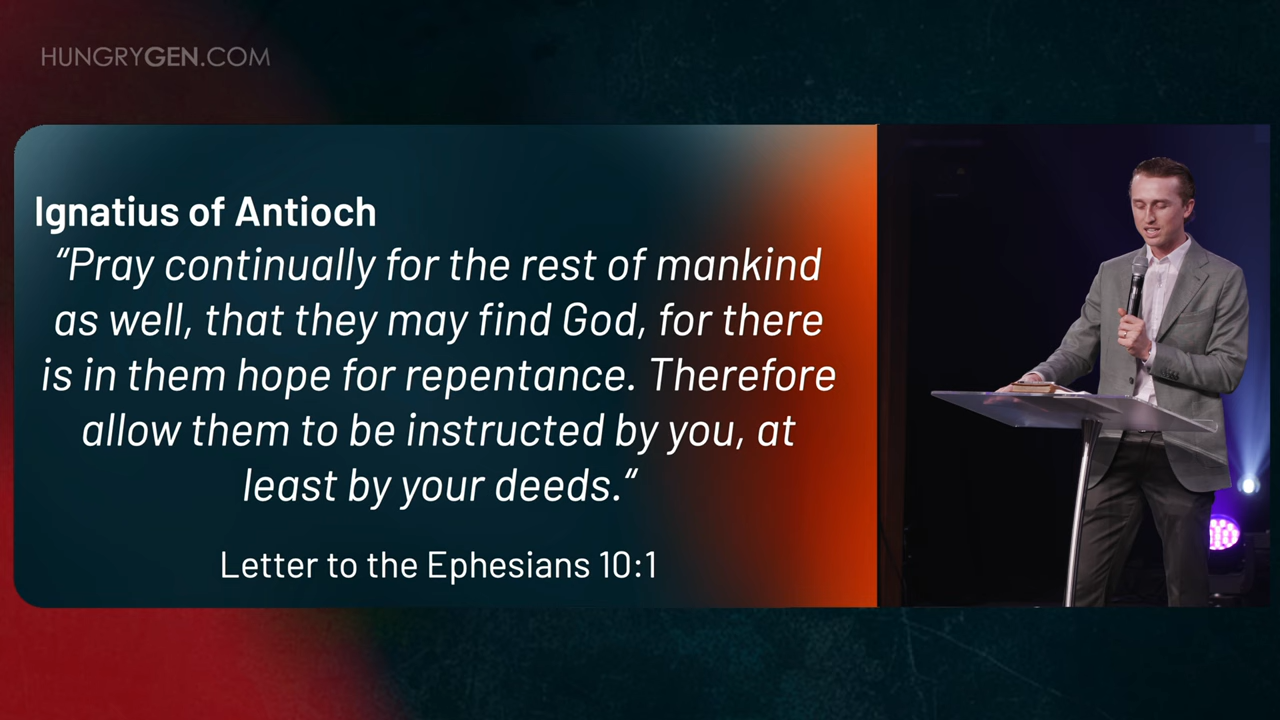 HUNGRYGEN.COM
Ignatius of Antioch
“Pray continually for the rest of mankind
as well, that they may find God, for there
is in them hope for repentance. Therefore
allow them to be instructed by you, at
least by your deeds.“
Letter to the Ephesians 10:1